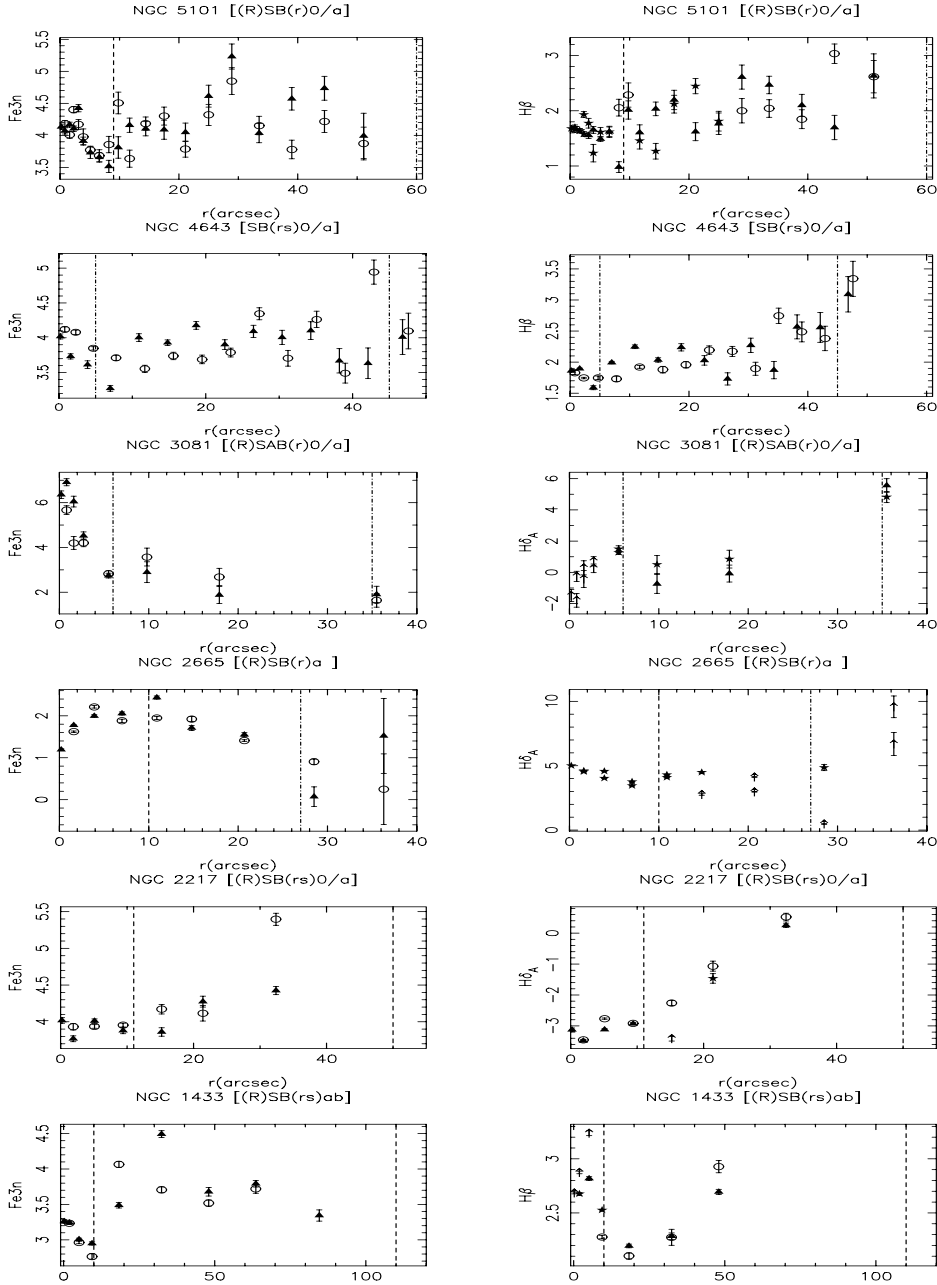 NGC 5101 [(R)SB(r)0/a]
NGC 5101 [(R)SB(r)0/a]
Fe3n
5.5
5
4.5
4
3.5
0 20 40 60
r(arcsec)
Hβ
3
2
1
0 20 40 60
r(arcsec)
NGC 4643 [SB(rs)0/a]
NGC 4643 [SB(rs)0/a]
Fe3n
5
4.5
4
3.5
0 20 40
r(arcsec)
Hβ
3.5
3
2.5
2
1.5
0 20 40 60
r(arcsec)
NGC 3081 [(R)SAB(r)0/a]
NGC 3081 [(R)SAB(r)0/a]
Fe3n
6
4
2
0 10 20 30 40
r(arcsec)
Hδ_A
6
4
2
0
−2
0 10 20 30 40
r(arcsec)
NGC 2665 [(R)SB(r)a ]
NGC 2665 [(R)SB(r)a ]
Fe3n
2
1
0
0 10 20 30 40
r(arcsec)
Hδ_A
10
5
0
0 10 20 30 40
r(arcsec)
NGC 2217 [(R)SB(rs)0/a]
NGC 2217 [(R)SB(rs)0/a]
Fe3n
5.5
5
4.5
4
0 20 40
r(arcsec)
Hδ_A
0
−1
−2
−3
0 20 40
r(arcsec)
NGC 1433 [(R)SB(rs)ab]
NGC 1433 [(R)SB(rs)ab]
Fe3n
4.5
4
3.5
3
0 50 100
Hβ
3
2.5
0 50 100